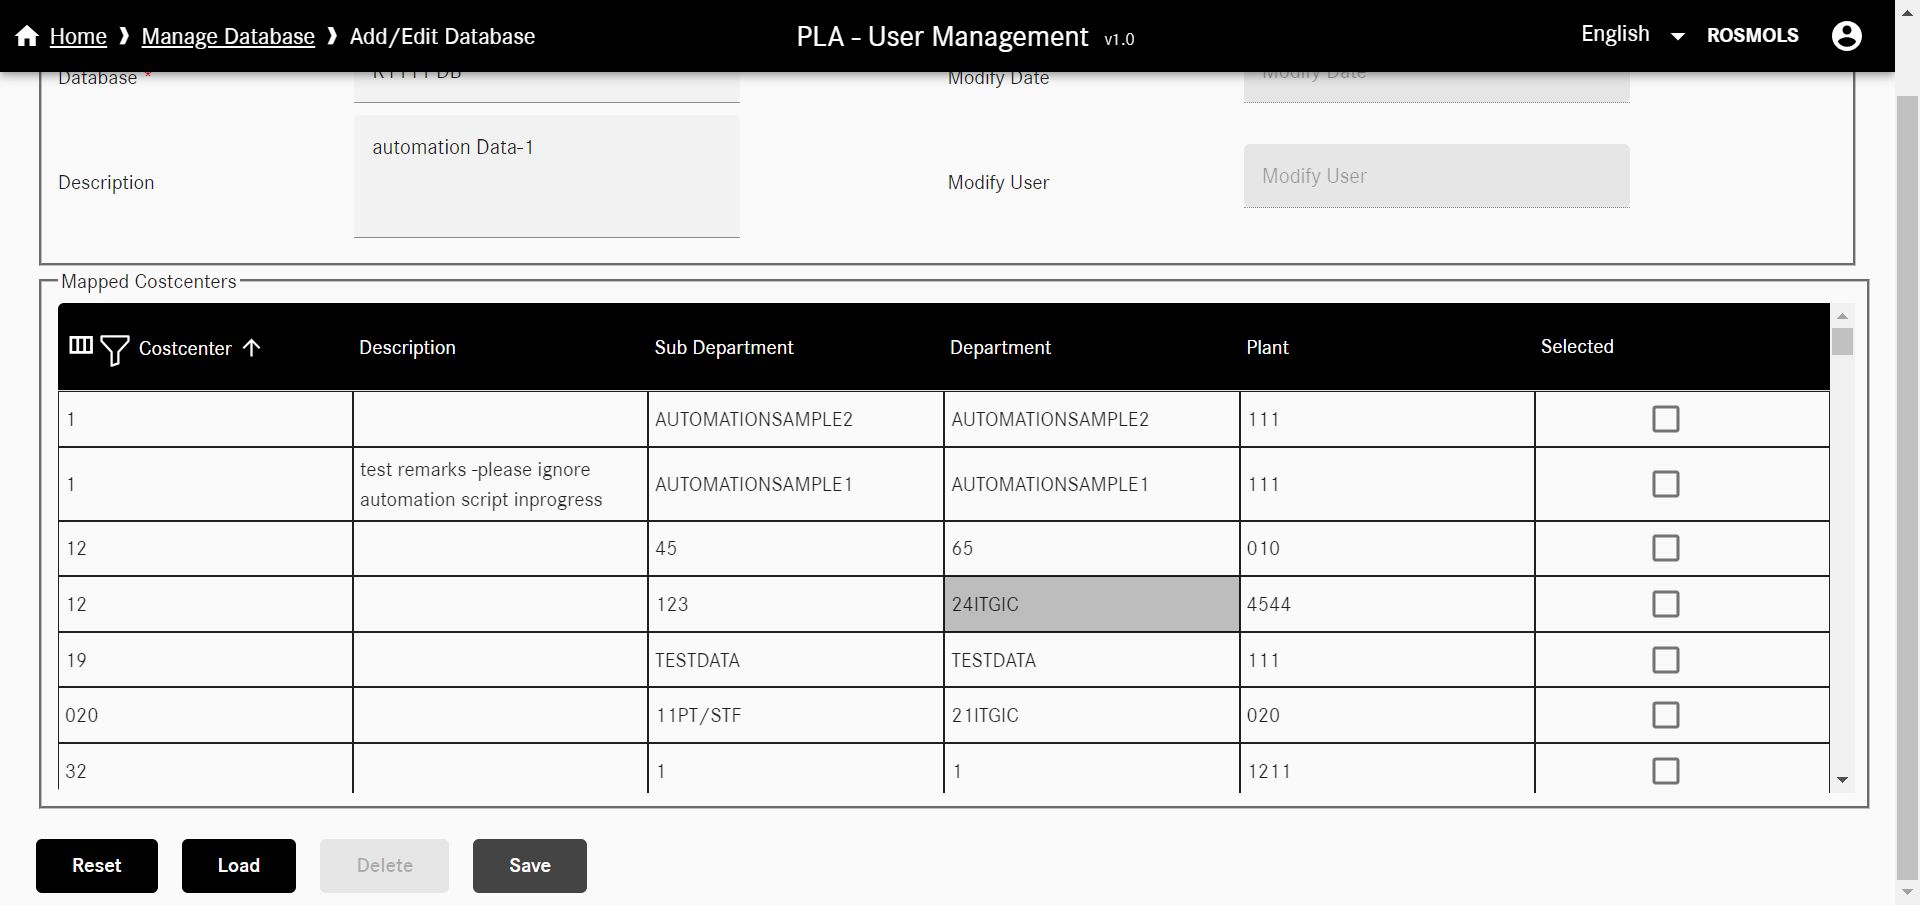 Home ❱ Manage Database ❱ Add/Edit Database
PLA - User Management v1.0
English
ROSMOLS
Database *
Modify Date
Modify Date
Description
automation Data-1
Modify User
Modify User
Mapped Costcenters
Costcenter Description Sub Department Department Plant Selected
1 AUTOMATIONSAMPLE2 AUTOMATIONSAMPLE2 111
1 test remarks -please ignore automation script inprogress AUTOMATIONSAMPLE1 AUTOMATIONSAMPLE1 111
12 45 65 010
12 123 24ITGIC 4544
19 TESTDATA TESTDATA 111
020 11PT/STF 21ITGIC 020
32 1 1 1211
Reset Load Delete Save